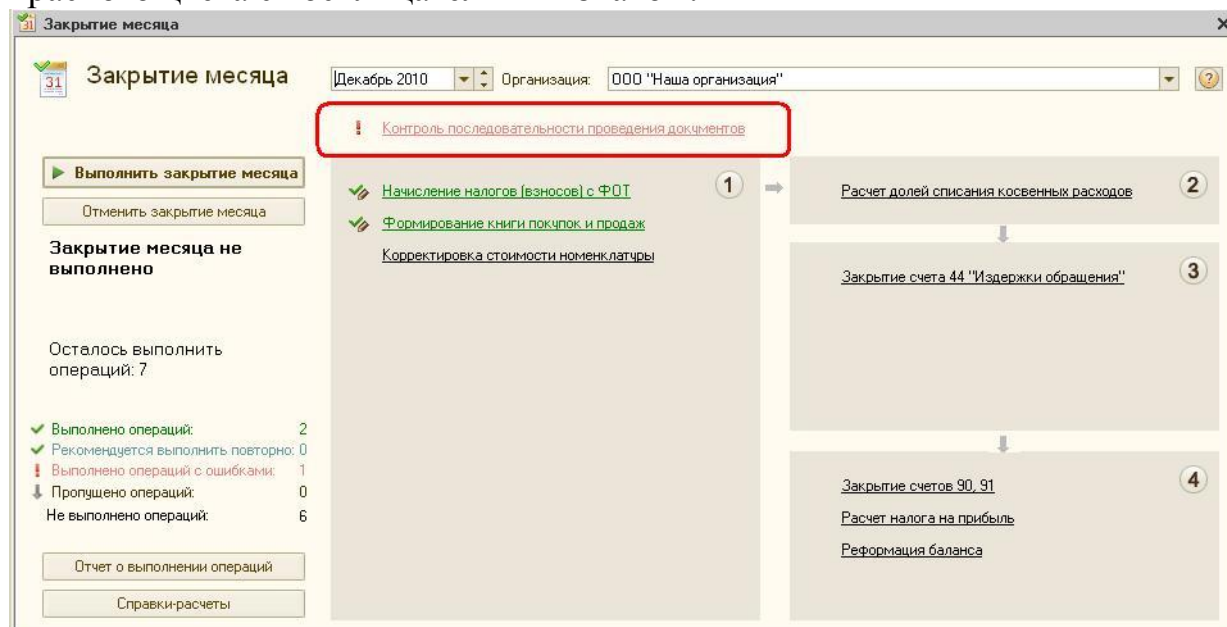 Закрытие месяца
31 Закрытие месяца
Декабрь 2010 Организация: ООО "Наша организация"
! Контроль последовательности проведения документов
Выполнить закрытие месяца
Отменить закрытие месяца
Закрытие месяца не
выполнено
Осталось выполнить
операций: 7
Выполнено операций: 2
Рекомендуется выполнить повторно: 0
! Выполнено операций с ошибками: 1
Пропущено операций: 0
Не выполнено операций: 6
Отчет о выполнении операций
Справки-расчеты
1
Начисление налогов (взносов) с ФОТ
Формирование книги покупок и продаж
Корректировка стоимости номенклатуры
Расчет долей списания косвенных расходов 2
Закрытие счета 44 "Издержки обращения" 3
Закрытие счетов 90, 91 4
Расчет налога на прибыль
Реформация баланса